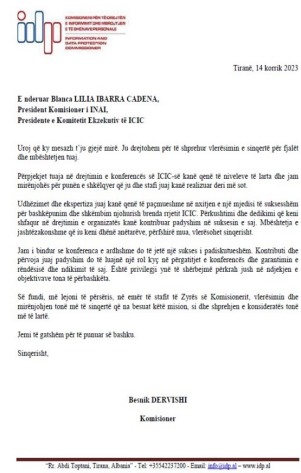 idp
KOMISIONERI PËR TË DREJTËN
E INFORMIMIT DHE MBROJTJEN
E TË DHËNAVE PERSONALE
INFORMATION AND
DATA PROTECTION
COMMISSIONER
Tiranë, 14 korrik 2023
E nderuar Blanca LILIA IBARRA CADENA,
President Komisioner i INAI,
Presidente e Komitetit Ekzekutiv të ICIC
Uroj që ky mesazh t'ju gjejë mirë. Ju drejtohem për të shprehur vlerësimin e sinqertë për fjalët
dhe mbështetjen tuaj.
Përpjekjet tuaja në drejtimin e konferencës së ICIC-së kanë qenë të niveleve të larta dhe jam
mirënjohës për punën e shkëlqyer që ju dhe stafi juaj kanë realizuar deri më sot.
Udhëzimet dhe ekspertiza juaj kanë qenë të paçmueshme në nxitjen e një mjedisi të suksesshëm
për bashkëpunim dhe shkëmbim njohurish brenda rrjetit ICIC. Përkushtimi dhe dedikimi që keni
shfaqur në drejtimin e organizatës kanë kontribuar padyshim në suksesin e saj. Mbështetja e
jashtëzakonshme që iu keni dhënë anëtarëve, përfshirë mua, vlerësohet sinqerisht.
Jam i bindur se konferenca e ardhshme do të jetë një sukses i padiskutueshëm. Kontributi dhe
përvoja juaj padyshim do të luajnë një rol kyç në përgatitjet e konferencës dhe garantimin e
rëndësisë dhe ndikimit të saj. Është privilegji ynë të shërbejmë përkrah jush në ndjekjen e
objektivave tona të përbashkëta.
Së fundi, më lejoni të përsëris, në emër të stafit të Zyrës së Komisionerit, vlerësimin dhe
mirënjohjen tonë më të sinqertë që na besuat këtë mision, si dhe shprehjen e konsideratës tonë
më të lartë.
Jemi të gatshëm për të punuar së bashku.
Sinqerisht,
Besnik DERVISHI
Komisioner
"Rr. Abdi Toptani, Tirana, Albania" - Tel: +35542237200 - Email: info@idp.al – www.idp.al